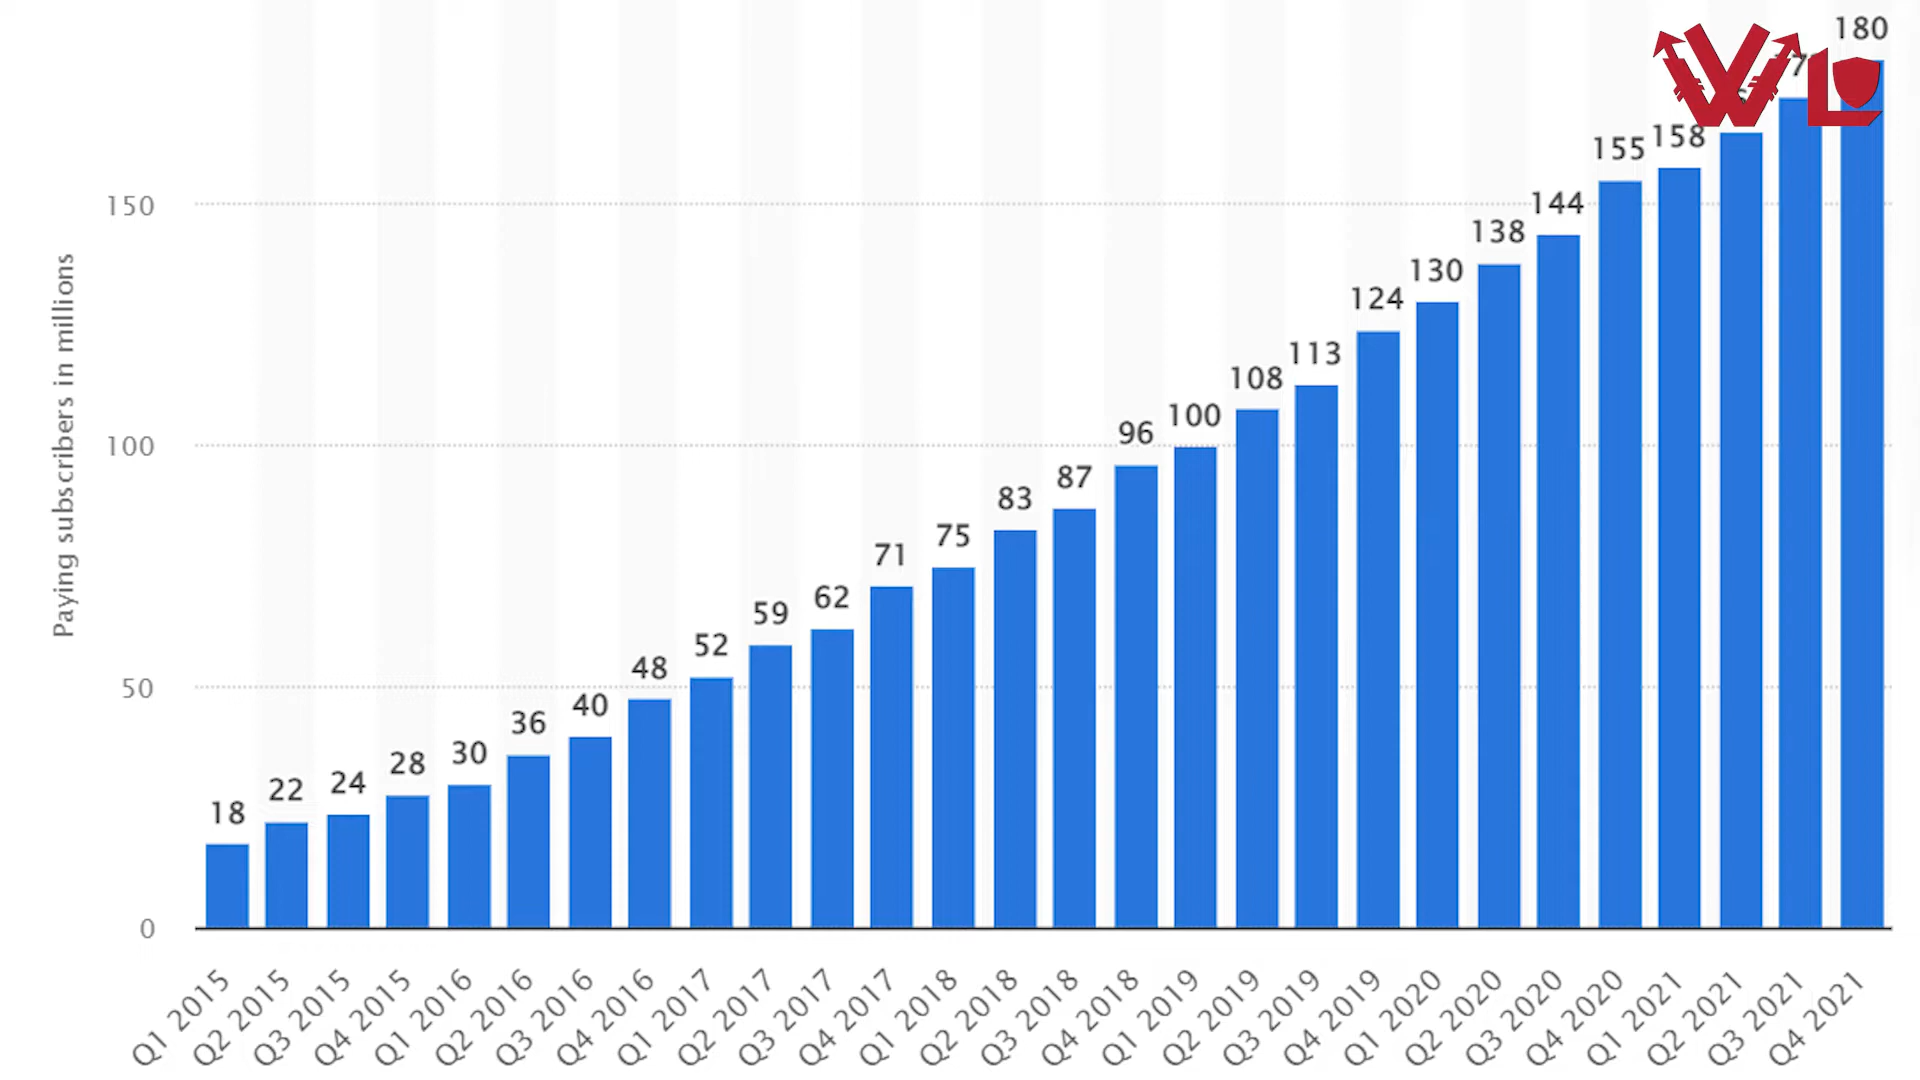 180
155 158
150
144
138
130
124
113
108
100
96
100
87
83
75
71
62
59
52
48
50
40
36
30
28
24
22
18
0
Paying subscribers in millions
Q1 2015
Q2 2015
Q3 2015
Q4 2015
Q1 2016
Q2 2016
Q3 2016
Q4 2016
Q1 2017
Q2 2017
Q3 2017
Q4 2017
Q1 2018
Q2 2018
Q3 2018
Q4 2018
Q1 2019
Q2 2019
Q3 2019
Q4 2019
Q1 2020
Q2 2020
Q3 2020
Q4 2020
Q1 2021
Q2 2021
Q3 2021
Q4 2021